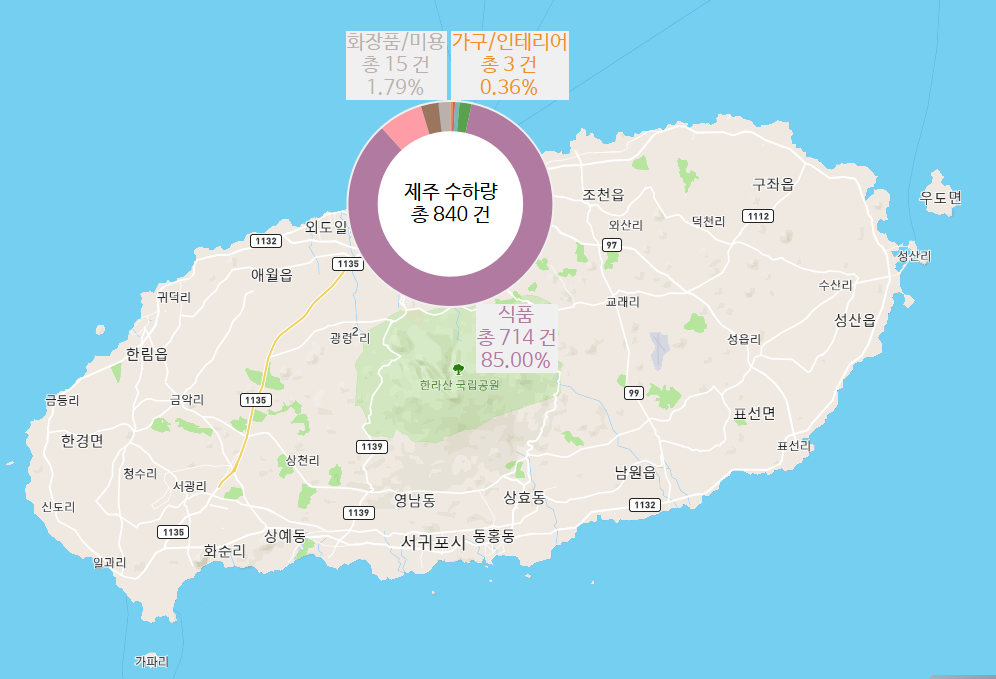 화장품/미용
총 15 건
1.79%
가구/인테리어
총 3 건
0.36%
제주 수하량
총 840 건
식품
총 714 건
85.00%
구좌읍
우도면
조천읍
덕천리
1112
와산리
외도일
1132
97
성산리
1135
애월읍
수산리
귀덕리
교래리
성산읍
광령2리
성읍리
한림읍
한라산 국립공원
99
금등리
금악리
1135
표선면
한경면
1139
표선리
상천리
청수리
남원읍
서광리
영남동
상효동
신도리
1139
1132
1135
상예동
서귀포시
동홍동
화순리
일과리
가파리